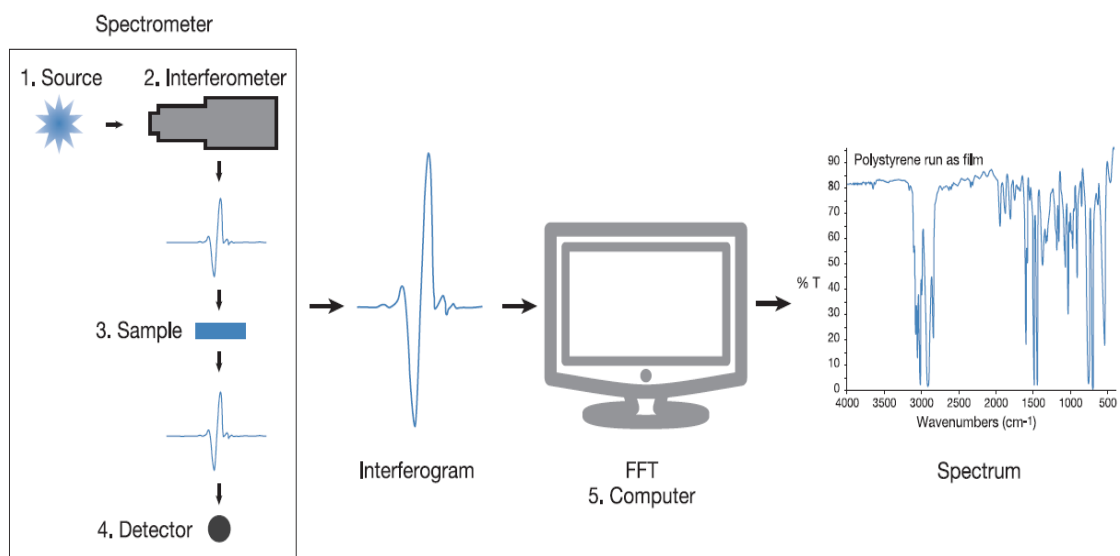 Spectrometer
1. Source
2. Interferometer
3. Sample
4. Detector
Interferogram
FFT
5. Computer
Polystyrene run as film
% T
90
80
70
60
50
40
30
20
10
0
4000 3500 3000 2500 2000 1500 1000 500
Wavenumbers (cm-1)
Spectrum